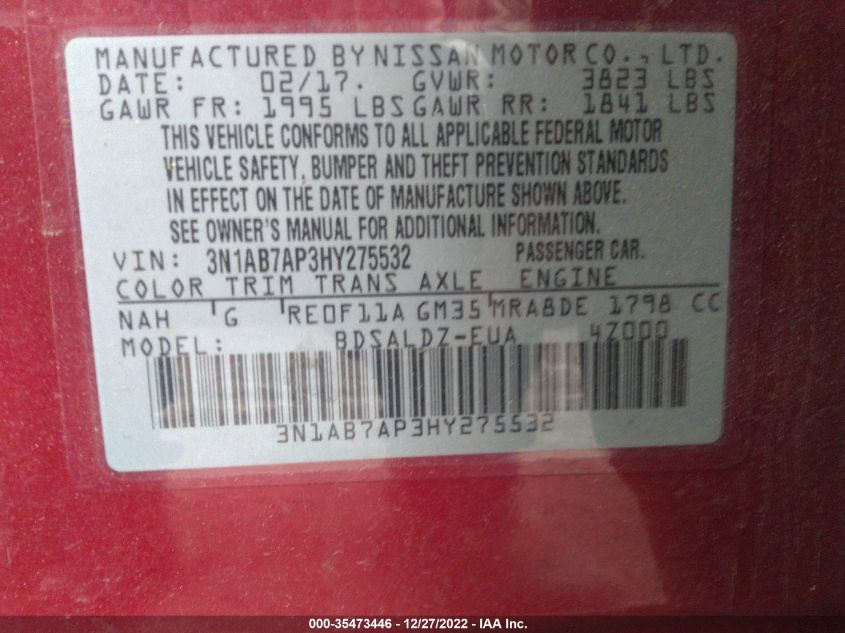 MANUFACTURED BY NISSAN MOTOR CO., LTD.
DATE: 02/17. GVWR: 3823 LBS
GAWR FR: 1995 LBS GAWR RR: 1841 LBS
THIS VEHICLE CONFORMS TO ALL APPLICABLE FEDERAL MOTOR
VEHICLE SAFETY, BUMPER AND THEFT PREVENTION STANDARDS
IN EFFECT ON THE DATE OF MANUFACTURE SHOWN ABOVE.
SEE OWNER'S MANUAL FOR ADDITIONAL INFORMATION.
VIN: 3N1AB7AP3HY275532 PASSENGER CAR.
COLOR TRIM TRANS AXLE ENGINE
NAH G RE0F11A GM35 MRA8DE 1798 CC
MODEL: BDSALDZ-EUA 4Z000
3N1AB7AP3HY275532
000-35473446 - 12/27/2022 - IAA Inc.